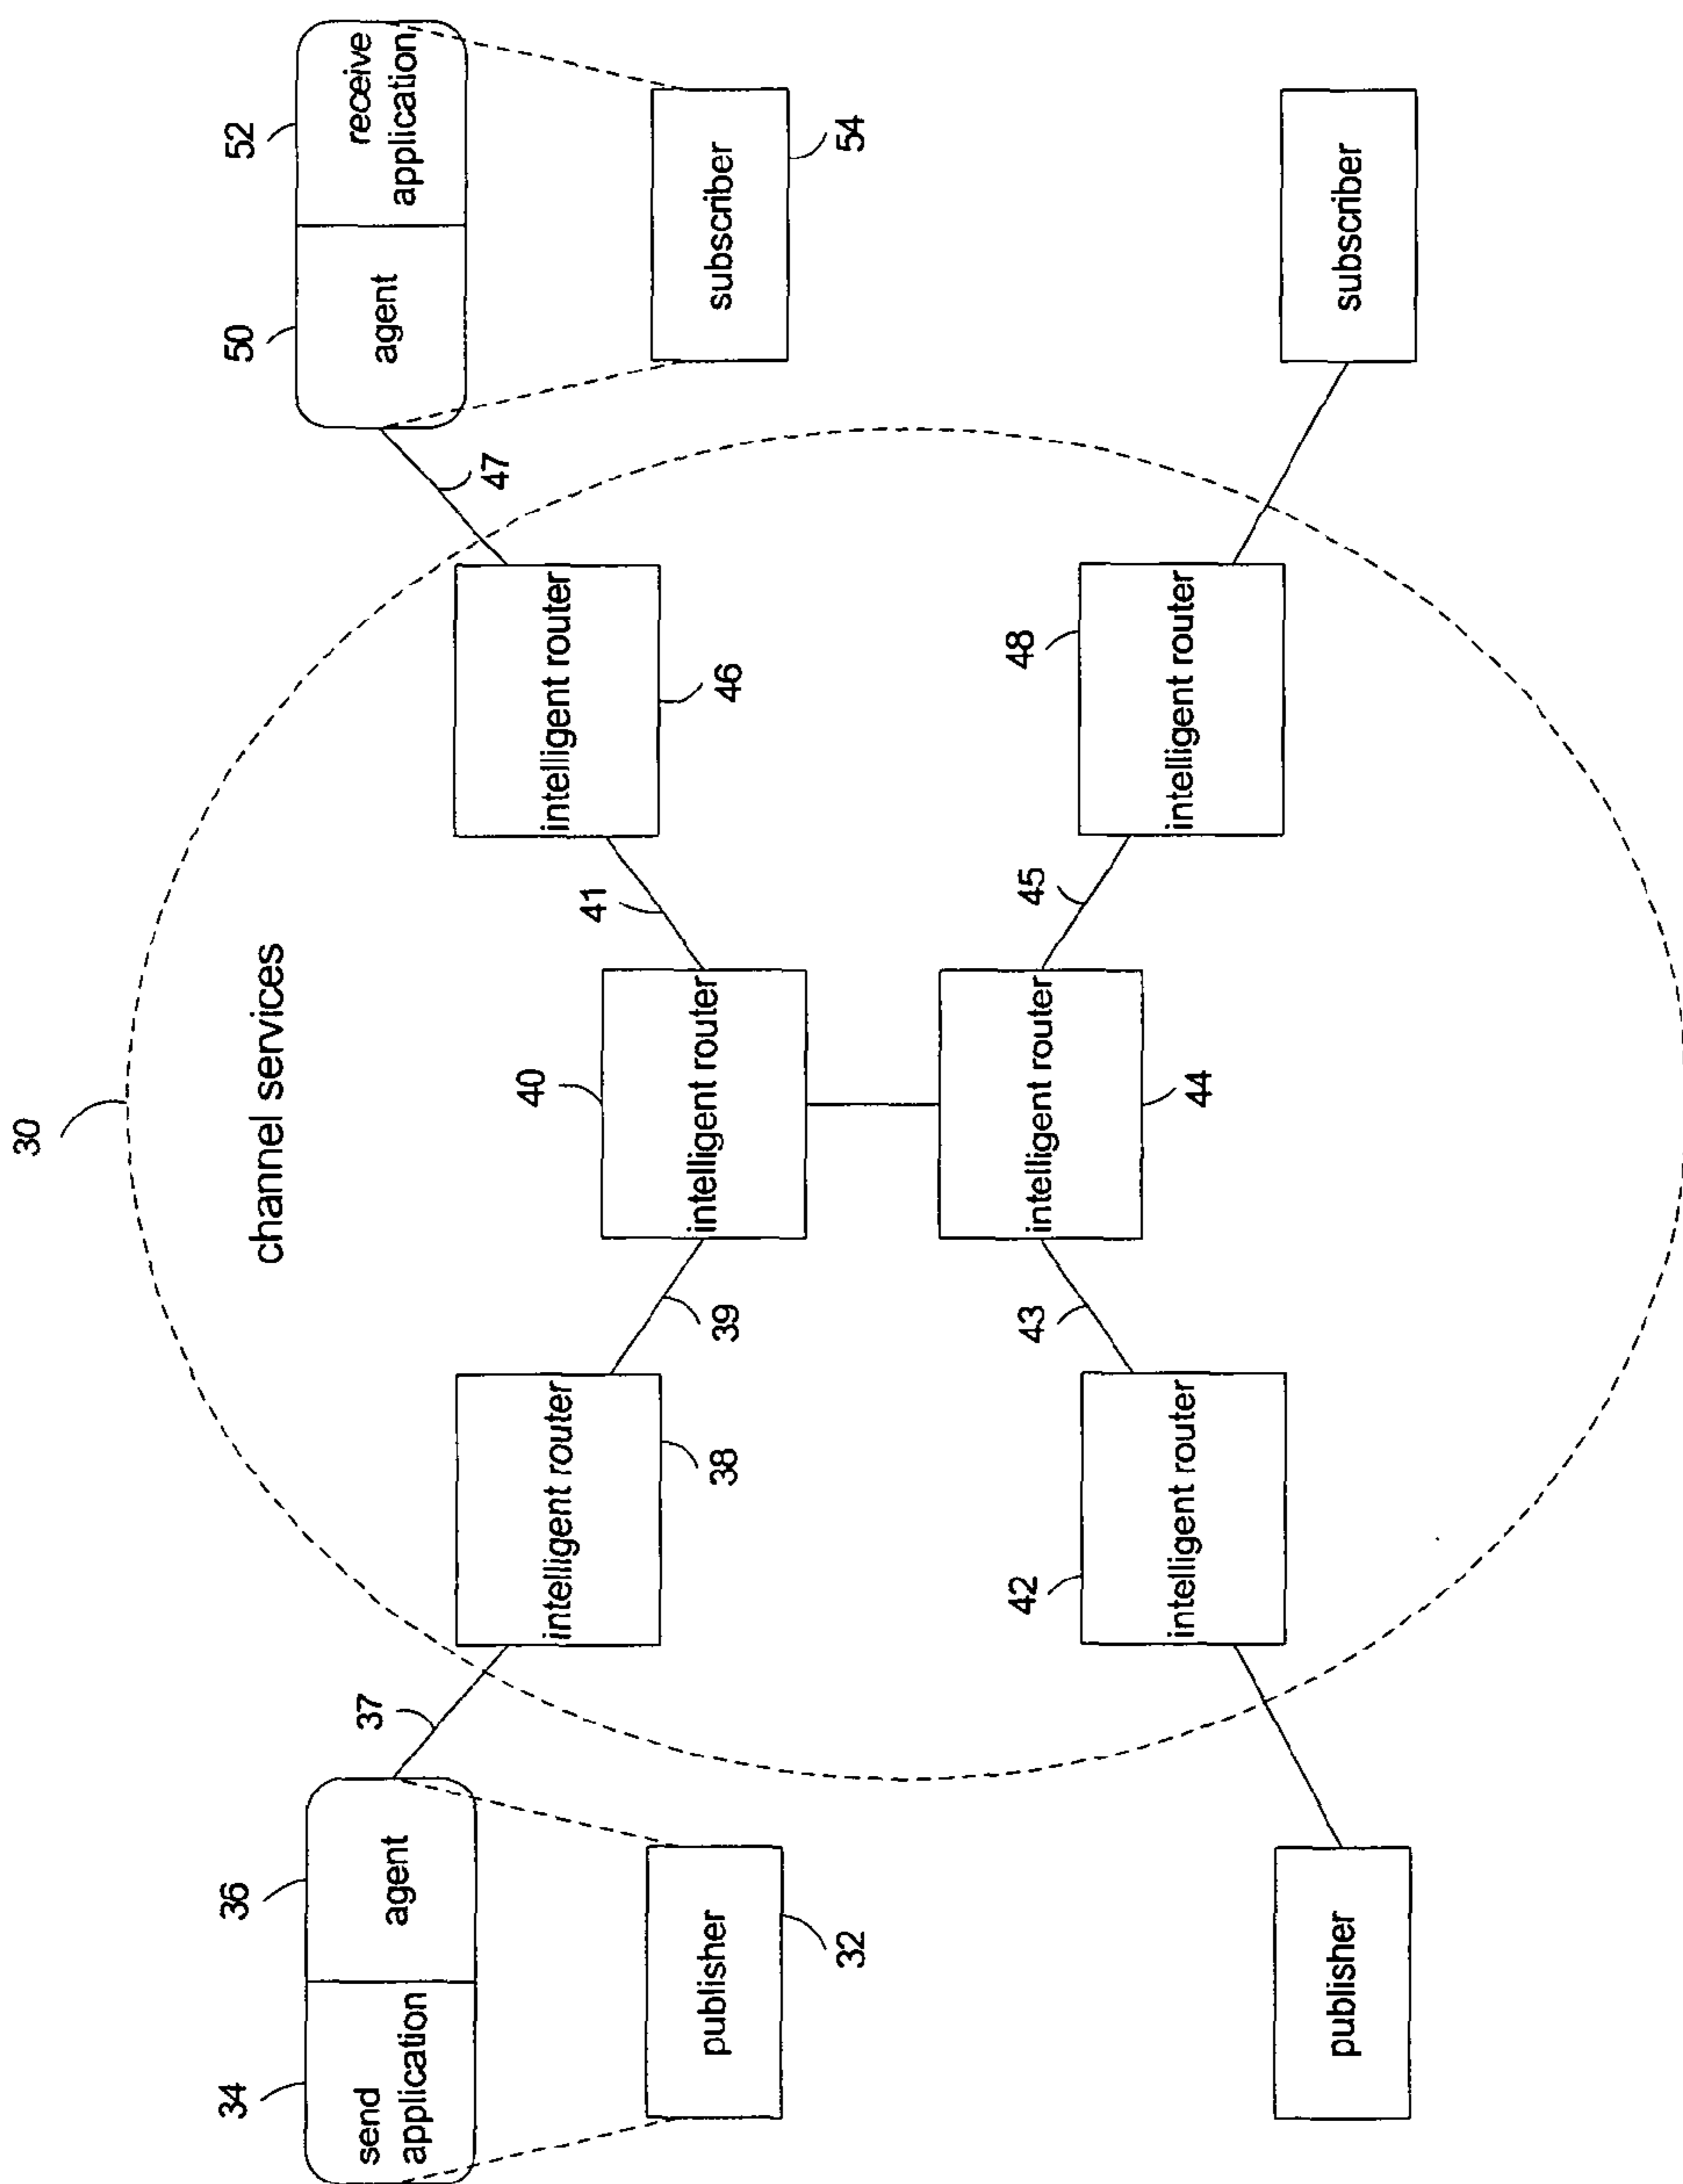 30
channel services
34
36
send
application
agent
37
publisher
32
intelligent router
38
39
40
intelligent router
41
intelligent router
46
47
50
52
agent
receive
application
subscriber
54
42
intelligent router
43
intelligent router
44
45
48
intelligent router
publisher
subscriber